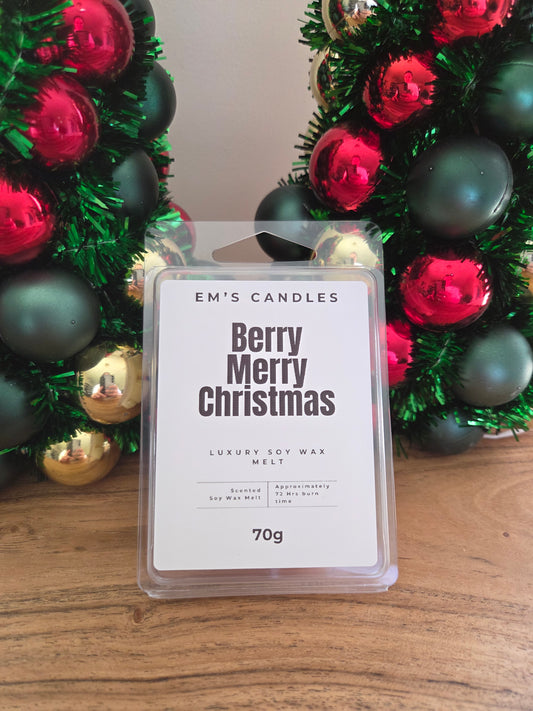 EM'S CANDLES
Berry
Merry
Christmas
LUXURY SOY WAX
MELT
Scented
Soy Wax Melt
Approximately
72 Hrs burn
time
70g